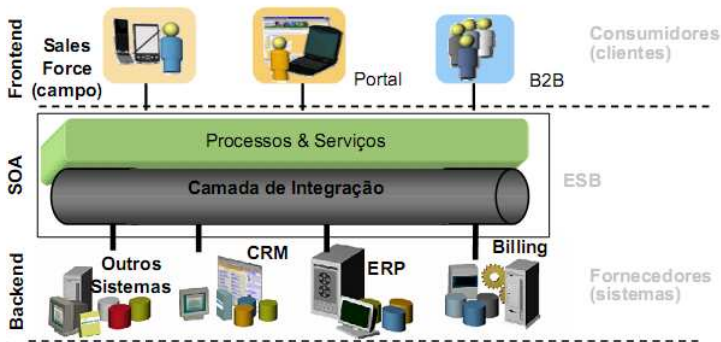 Frontend
Sales
Force
(campo)
Portal
B2B
Consumidores
(clientes)
SOA
Processos & Serviços
Camada de Integração
ESB
Backend
Outros
Sistemas
CRM
ERP
Billing
Fornecedores
(sistemas)